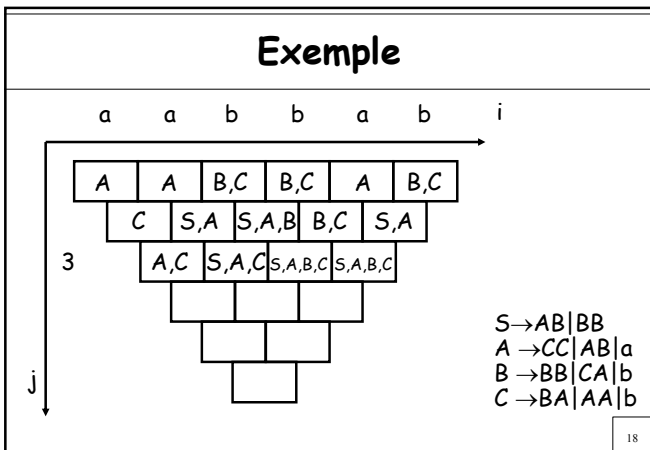 Exemple
a a b b a b i
A A B,C B,C A B,C
C S,A S,A,B B,C S,A
3 A,C S,A,C S,A,B,C S,A,B,C
S→AB|BB
A →CC|AB|a
B →BB|CA|b
j C →BA|AA|b
18